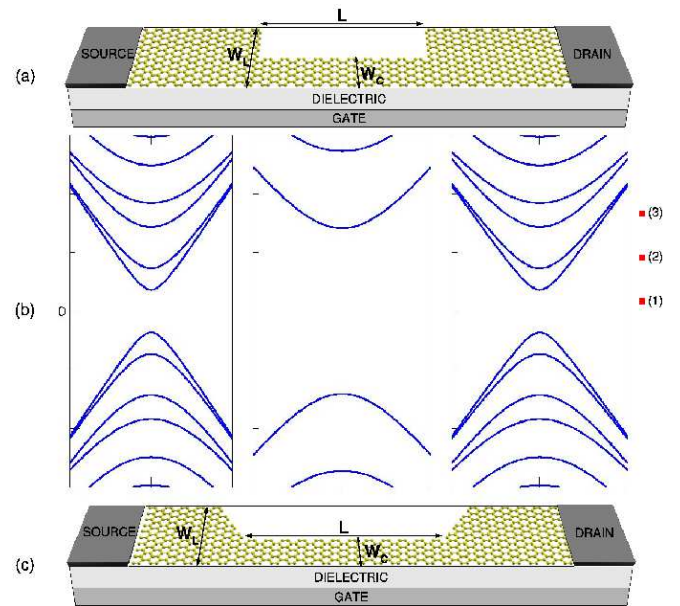 L
SOURCE
W_L
W_C
DRAIN
(a)
DIELECTRIC
GATE
(3)
(2)
(b)
0
(1)
SOURCE
W_L
L
W_C
DRAIN
(c)
DIELECTRIC
GATE